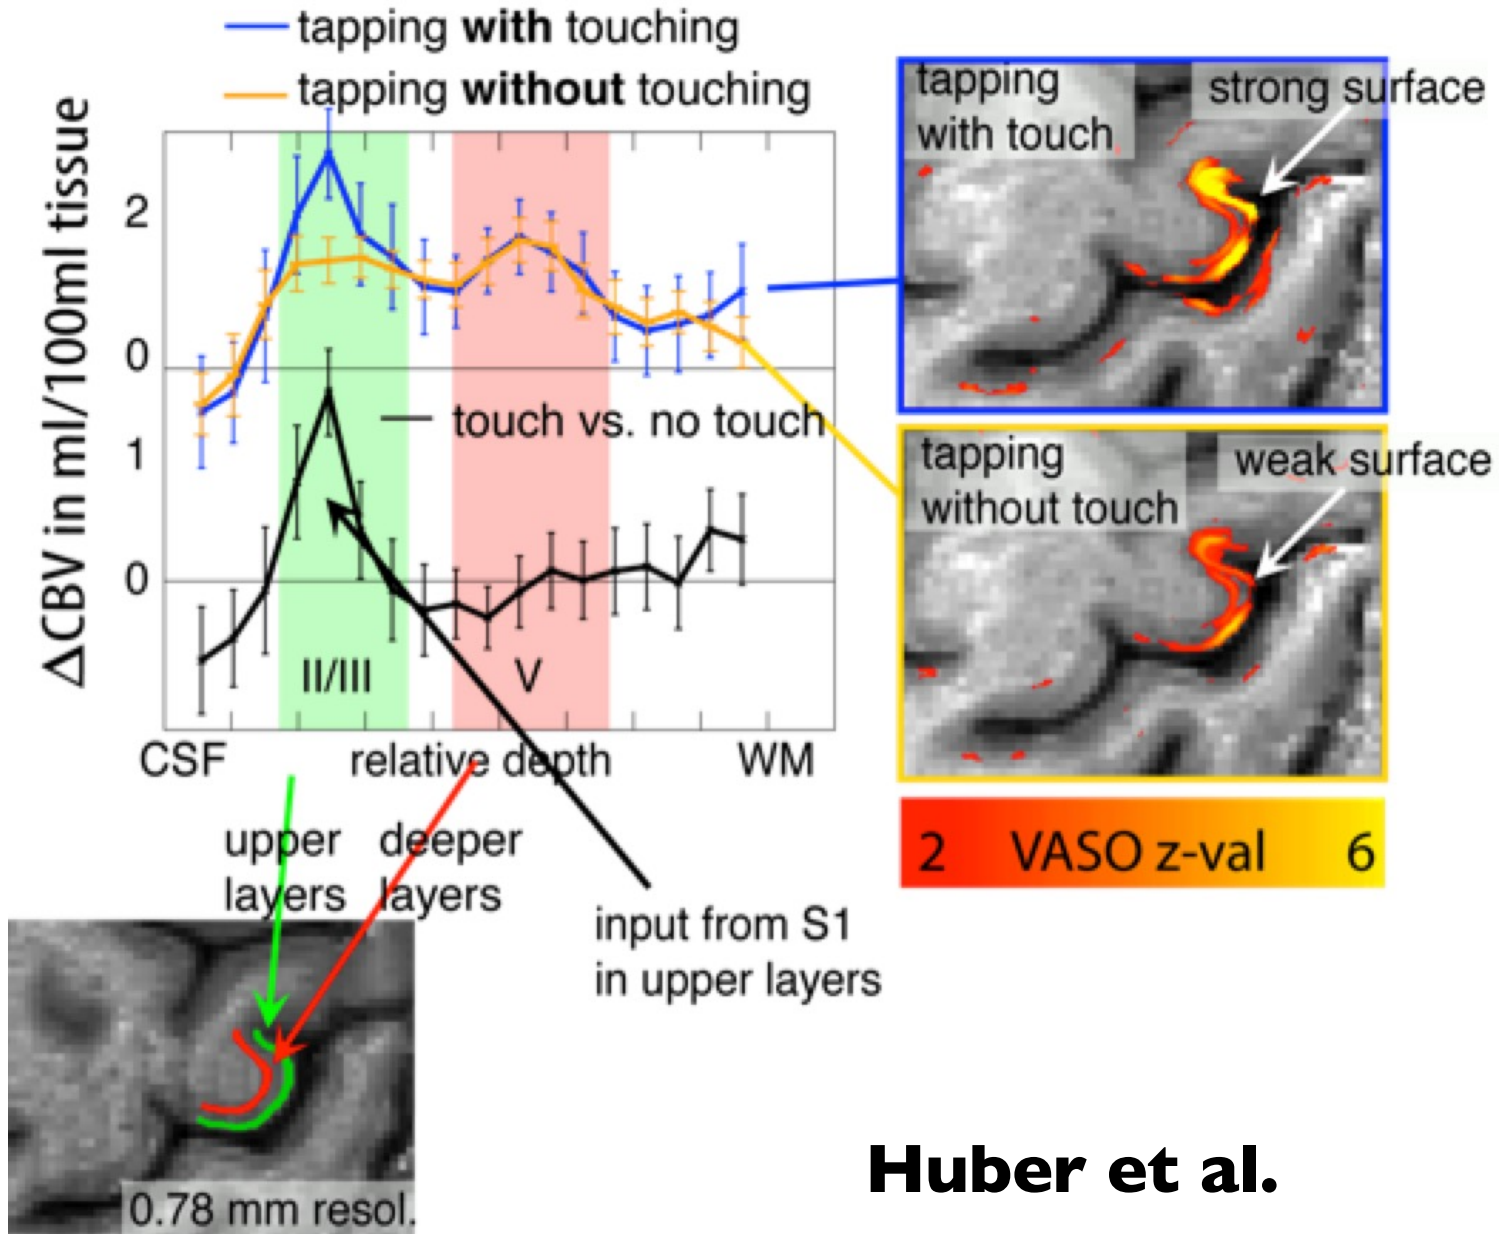 tapping with touching
tapping without touching
ΔCBV in ml/100ml tissue
2
0
1
0
touch vs. no touch
II/III
V
CSF
relative depth
WM
upper
layers
deeper
layers
input from S1
in upper layers
0.78 mm resol.
tapping
with touch
strong surface
tapping
without touch
weak surface
2
VASO z-val
6
Huber et al.